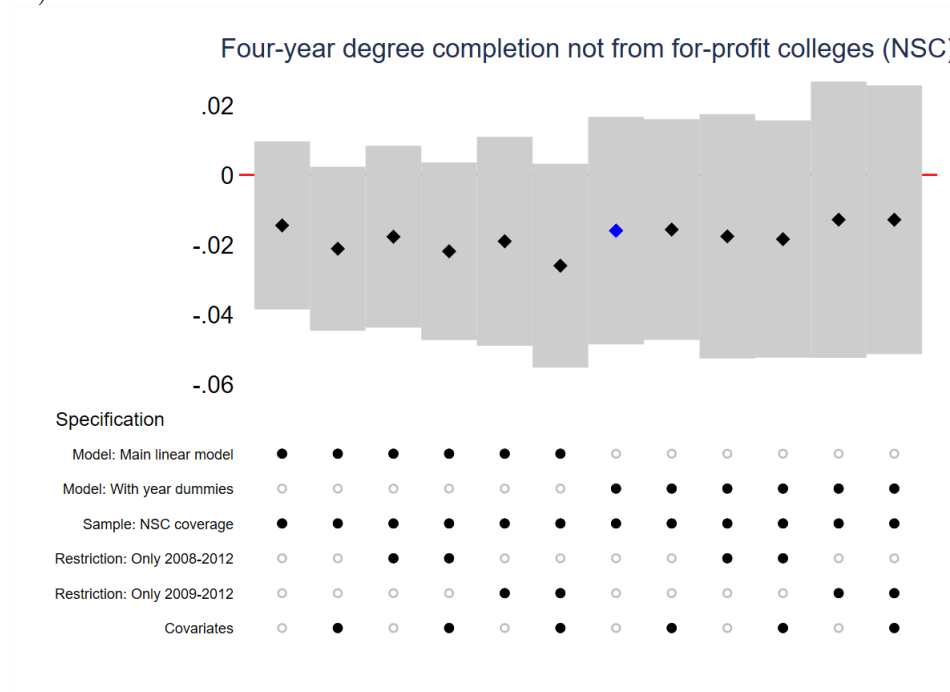 )
Four-year degree completion not from for-profit colleges (NSC)
.02
0
-.02
-.04
-.06
Specification
Model: Main linear model
Model: With year dummies
Sample: NSC coverage
Restriction: Only 2008-2012
Restriction: Only 2009-2012
Covariates